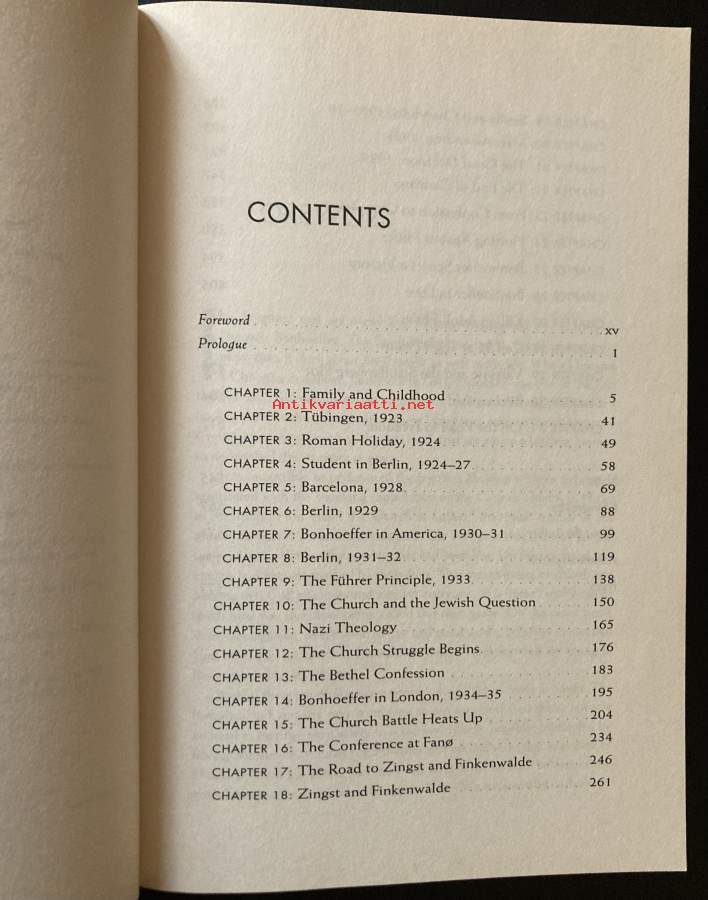 CONTENTS
Foreword xv
Prologue 1
CHAPTER 1: Family and Childhood 5
Antikvariaatti.net
CHAPTER 2: Tübingen, 1923 41
CHAPTER 3: Roman Holiday, 1924 49
CHAPTER 4: Student in Berlin, 1924–27 58
CHAPTER 5: Barcelona, 1928 69
CHAPTER 6: Berlin, 1929 88
CHAPTER 7: Bonhoeffer in America, 1930–31 99
CHAPTER 8: Berlin, 1931–32 119
CHAPTER 9: The Führer Principle, 1933 138
CHAPTER 10: The Church and the Jewish Question 150
CHAPTER 11: Nazi Theology 165
CHAPTER 12: The Church Struggle Begins 176
CHAPTER 13: The Bethel Confession 183
CHAPTER 14: Bonhoeffer in London, 1934–35 195
CHAPTER 15: The Church Battle Heats Up 204
CHAPTER 16: The Conference at Fanø 234
CHAPTER 17: The Road to Zingst and Finkenwalde 246
CHAPTER 18: Zingst and Finkenwalde 261